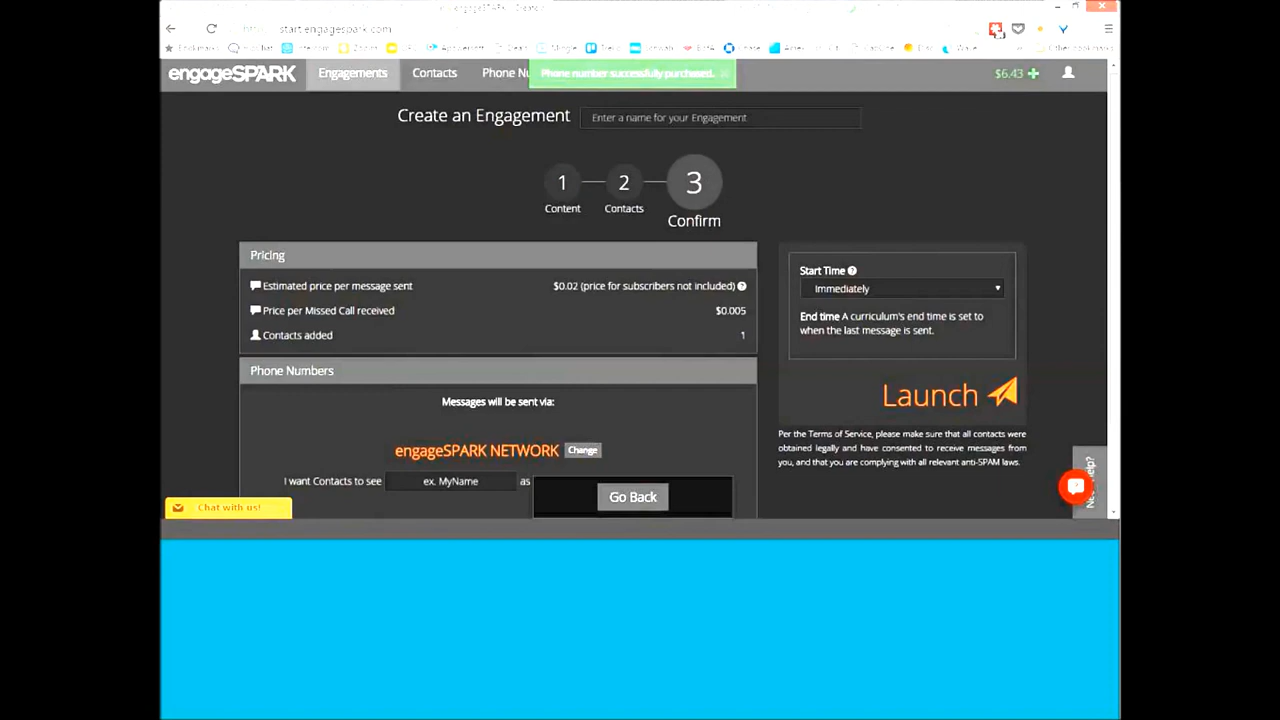 start.engagespark.com
engageSPARK Engagements Contacts Phone Nu Phone number successfully purchased. $6.43
Create an Engagement Enter a name for your Engagement
1 2 3
Content Contacts Confirm
Pricing
Estimated price per message sent $0.02 (price for subscribers not included)
Price per Missed Call received $0.005
Contacts added 1
Phone Numbers
Messages will be sent via:
engageSPARK NETWORK Change
I want Contacts to see ex. MyName as
Go Back
Start Time
Immediately
End time A curriculum's end time is set to
when the last message is sent.
Launch
Per the Terms of Service, please make sure that all contacts were
obtained legally and have consented to receive messages from
you, and that you are complying with all relevant anti-SPAM laws.
Chat with us!